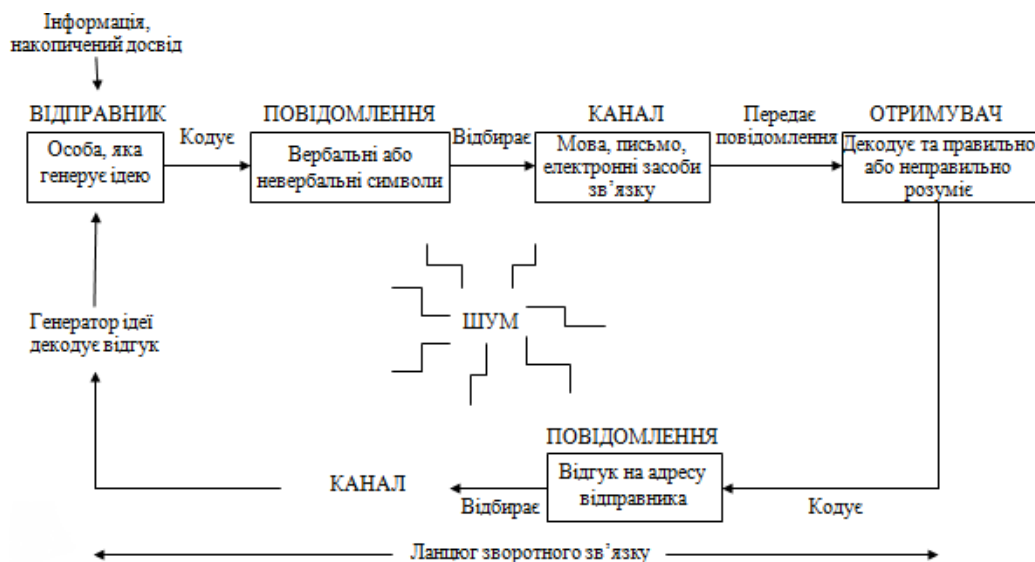 Інформація,
накопичений досвід
ВІДПРАВНИК
Особа, яка
генерує ідею
Кодує
ПОВІДОМЛЕННЯ
Вербальні або
невербальні символи
Відбирає
КАНАЛ
Мова, письмо,
електронні засоби
зв’язку
Передає
повідомлення
ОТРИМУВАЧ
Декодує та правильно
або неправильно
розуміє
ШУМ
Генератор ідеї
декодує відгук
ПОВІДОМЛЕННЯ
Відгук на адресу
відправника
Кодує
Відбирає
КАНАЛ
Ланцюг зворотного зв’язку